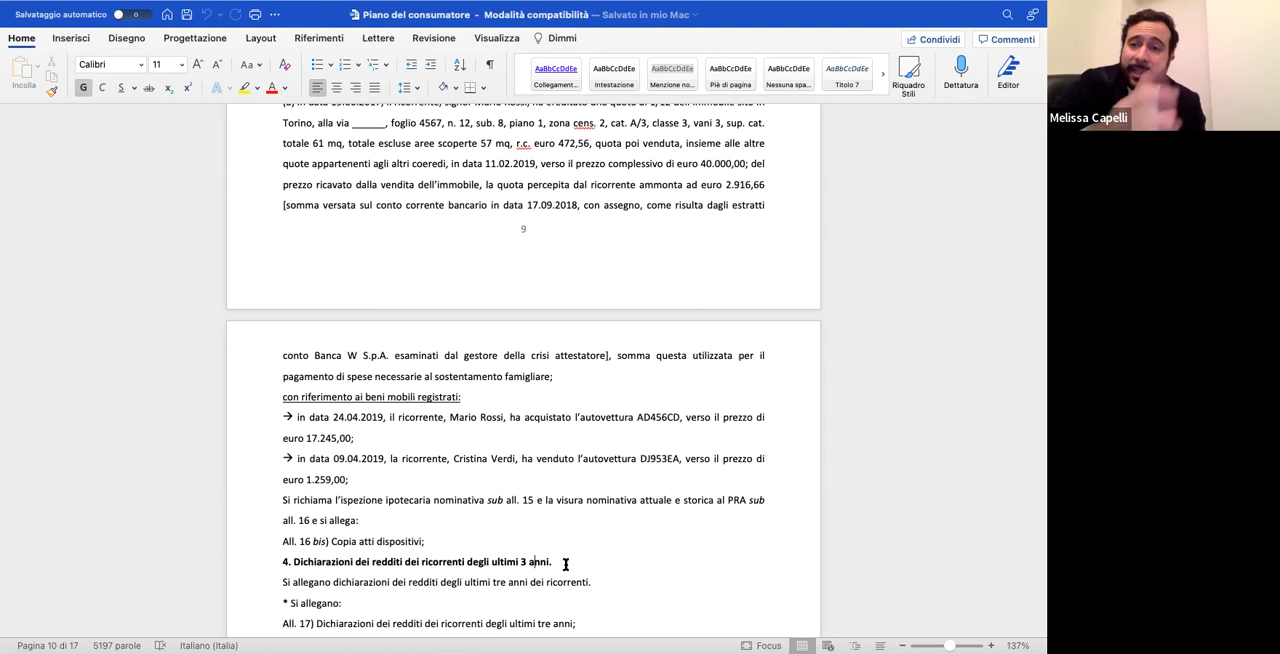 Salvataggio automatico
Piano del consumatore - Modalità compatibilità — Salvato in mio Mac
Home Inserisci Disegno Progettazione Layout Riferimenti Lettere Revisione Visualizza Dimmi
Condividi Commenti
Incolla
Calibri 11
Aa
G C S ab x₂ x² A A
AaBbCcDdEe AaBbCcDdEe AaBbCcDdEe AaBbCcDdEe AaBbCcDdEe AaBbCcDdEe
Collegament... Intestazione Menzione no... Piè di pagina Nessuna spa... Titolo 7
Riquadro Stili
Dettatura
Editor
Torino, alla via ______, foglio 4567, n. 12, sub. 8, piano 1, zona cens. 2, cat. A/3, classe 3, vani 3, sup. cat.
totale 61 mq, totale escluse aree scoperte 57 mq, r.c. euro 472,56, quota poi venduta, insieme alle altre
quote appartenenti agli altri coeredi, in data 11.02.2019, verso il prezzo complessivo di euro 40.000,00; del
prezzo ricavato dalla vendita dell’immobile, la quota percepita dal ricorrente ammonta ad euro 2.916,66
[somma versata sul conto corrente bancario in data 17.09.2018, con assegno, come risulta dagli estratti
9
conto Banca W S.p.A. esaminati dal gestore della crisi attestatore], somma questa utilizzata per il
pagamento di spese necessarie al sostentamento famigliare;
con riferimento ai beni mobili registrati:
→ in data 24.04.2019, il ricorrente, Mario Rossi, ha acquistato l’autovettura AD456CD, verso il prezzo di
euro 17.245,00;
→ in data 09.04.2019, la ricorrente, Cristina Verdi, ha venduto l’autovettura DJ953EA, verso il prezzo di
euro 1.259,00;
Si richiama l’ispezione ipotecaria nominativa sub all. 15 e la visura nominativa attuale e storica al PRA sub
all. 16 e si allega:
All. 16 bis) Copia atti dispositivi;
4. Dichiarazioni dei redditi dei ricorrenti degli ultimi 3 anni.
Si allegano dichiarazioni dei redditi degli ultimi tre anni dei ricorrenti.
* Si allegano:
All. 17) Dichiarazioni dei redditi dei ricorrenti degli ultimi tre anni;
Pagina 10 di 17 5197 parole Italiano (Italia) Focus 137%
Melissa Capelli